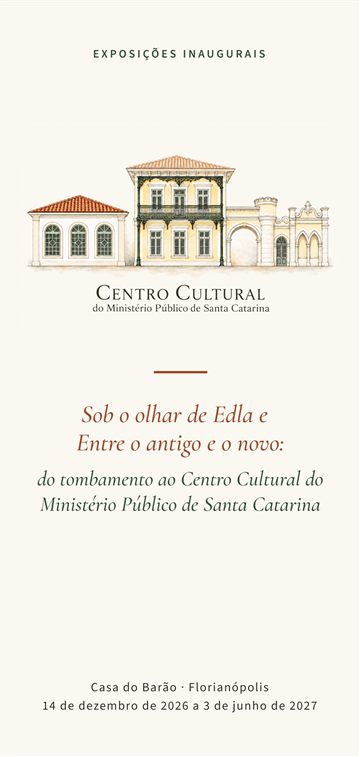 EXPOSIÇÕES INAUGURAIS
CENTRO CULTURAL
do Ministério Público de Santa Catarina
Sob o olhar de Edla e
Entre o antigo e o novo:
do tombamento ao Centro Cultural do
Ministério Público de Santa Catarina
Casa do Barão · Florianópolis
14 de dezembro de 2026 a 3 de junho de 2027